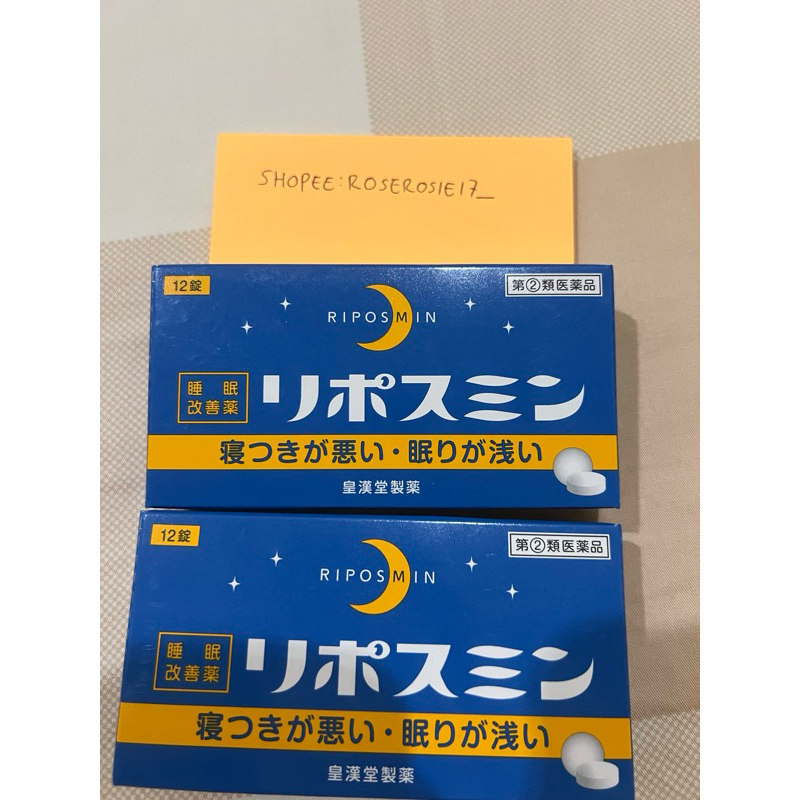 SHOPEE:ROSEROSIE17_
12錠
第②類医薬品
RIPOSMIN
睡眠
改善薬
リポスミン
寝つきが悪い・眠りが浅い
皇漢堂製薬
12錠
第②類医薬品
RIPOSMIN
睡眠
改善薬
リポスミン
寝つきが悪い・眠りが浅い
皇漢堂製薬